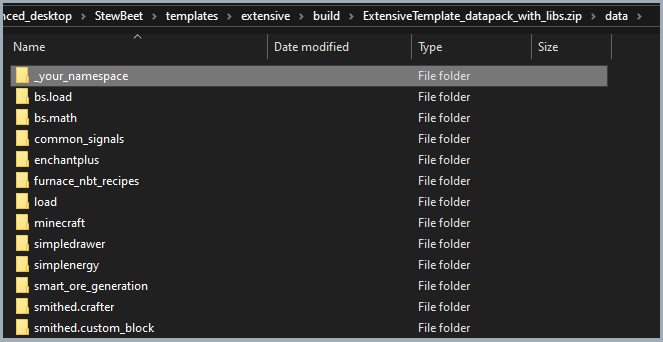 nced_desktop > StewBeet > templates > extensive > build > ExtensiveTemplate_datapack_with_libs.zip > data >
Name Date modified Type Size
_your_namespace File folder
bs.load File folder
bs.math File folder
common_signals File folder
enchantplus File folder
furnace_nbt_recipes File folder
load File folder
minecraft File folder
simpledrawer File folder
simplenergy File folder
smart_ore_generation File folder
smithed.crafter File folder
smithed.custom_block File folder